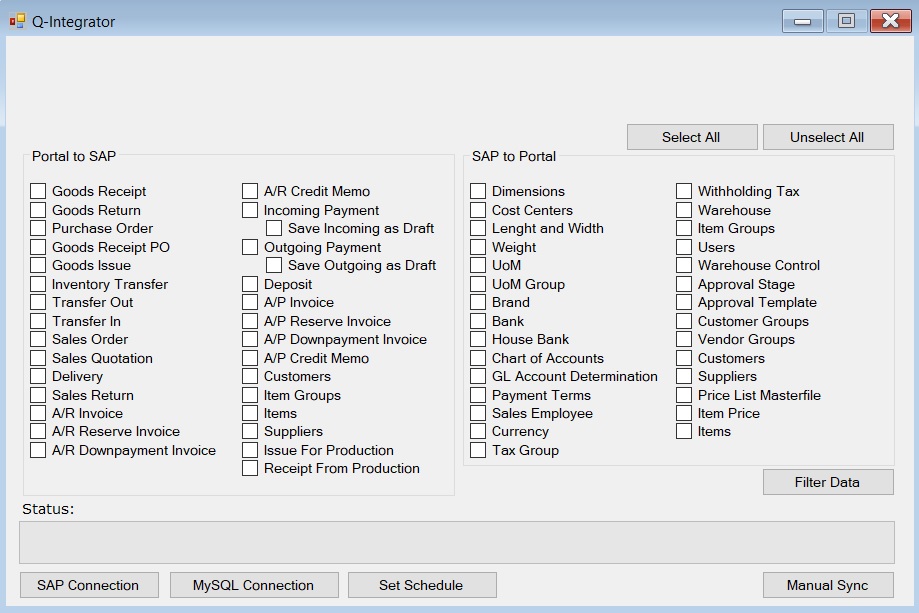 Q-Integrator
Select All
Unselect All
Portal to SAP
Goods Receipt
Goods Return
Purchase Order
Goods Receipt PO
Goods Issue
Inventory Transfer
Transfer Out
Transfer In
Sales Order
Sales Quotation
Delivery
Sales Return
A/R Invoice
A/R Reserve Invoice
A/R Downpayment Invoice
A/R Credit Memo
Incoming Payment
Save Incoming as Draft
Outgoing Payment
Save Outgoing as Draft
Deposit
A/P Invoice
A/P Reserve Invoice
A/P Downpayment Invoice
A/P Credit Memo
Customers
Item Groups
Items
Suppliers
Issue For Production
Receipt From Production
SAP to Portal
Dimensions
Cost Centers
Lenght and Width
Weight
UoM
UoM Group
Brand
Bank
House Bank
Chart of Accounts
GL Account Determination
Payment Terms
Sales Employee
Currency
Tax Group
Withholding Tax
Warehouse
Item Groups
Users
Warehouse Control
Approval Stage
Approval Template
Customer Groups
Vendor Groups
Customers
Suppliers
Price List Masterfile
Item Price
Items
Filter Data
Status:
SAP Connection
MySQL Connection
Set Schedule
Manual Sync